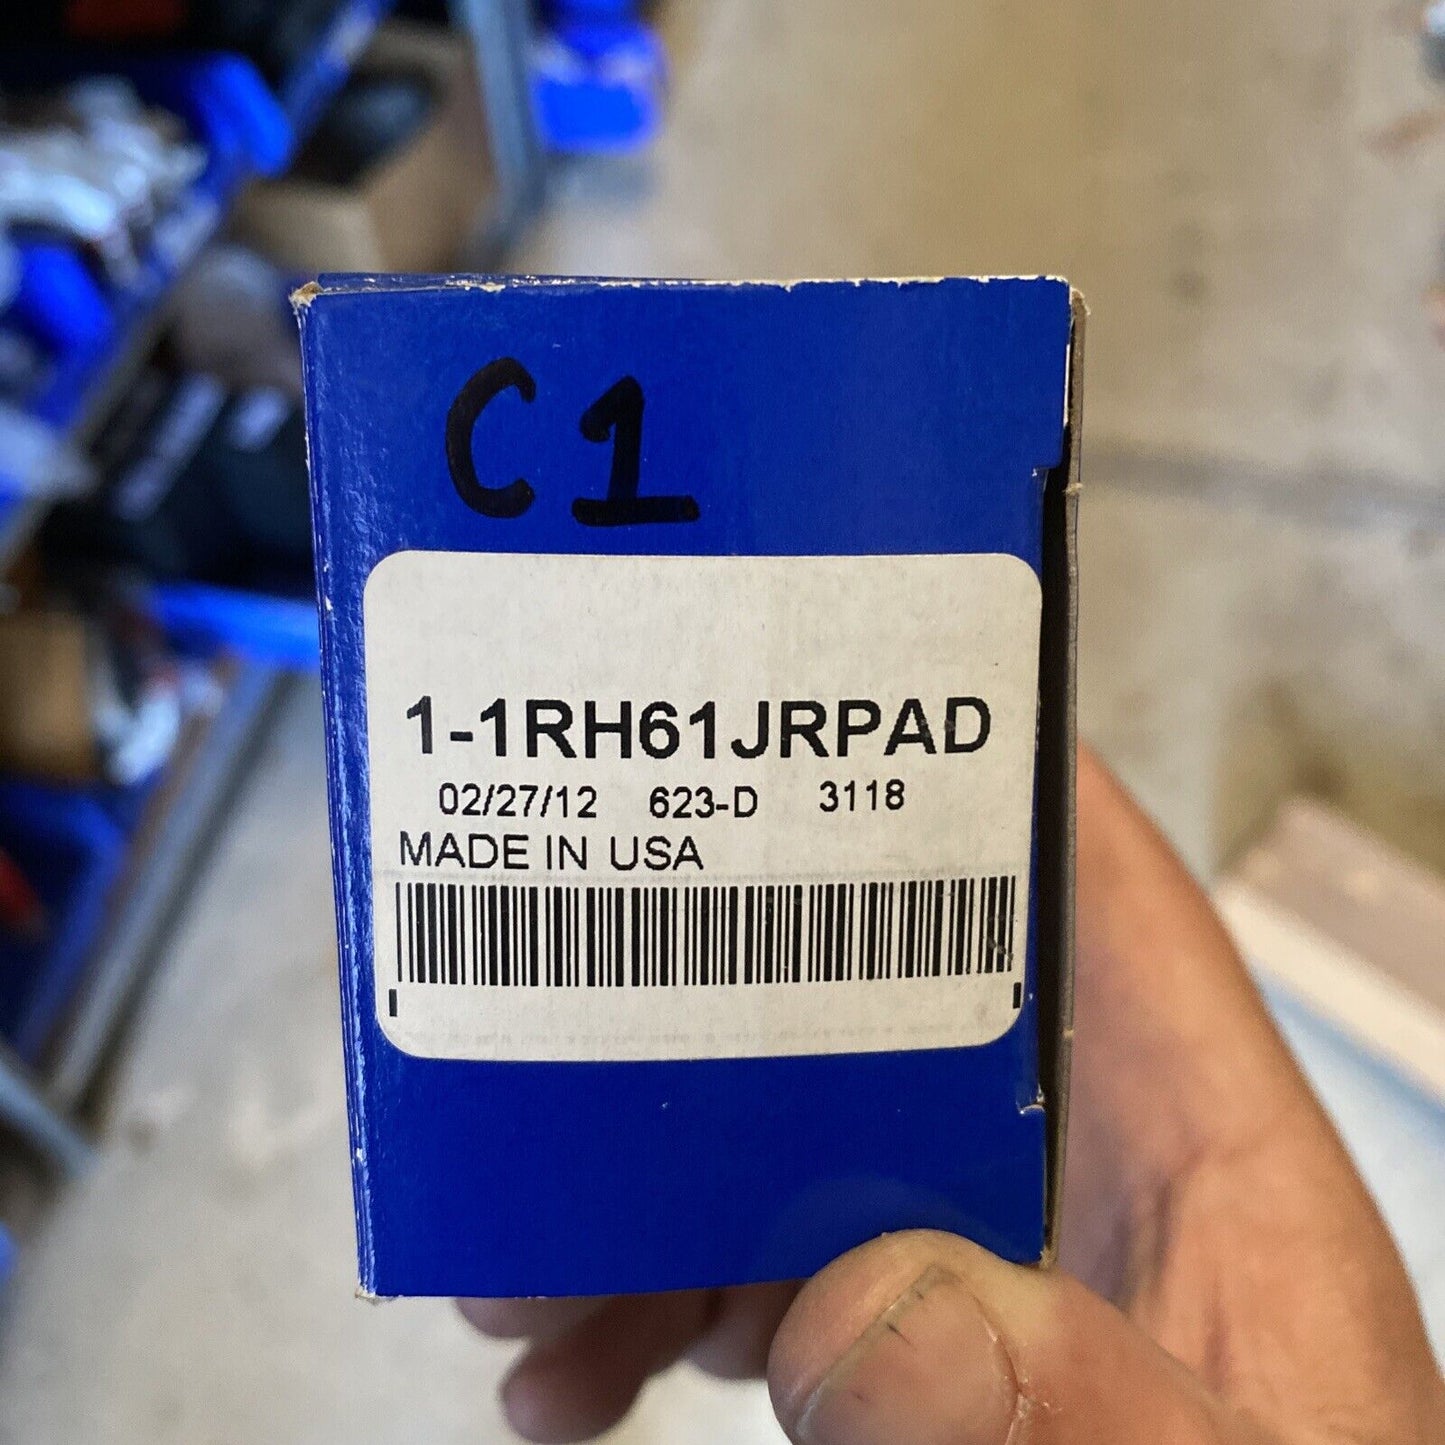 C1
1-1RH61JRPAD
02/27/12 623-D 3118
MADE IN USA